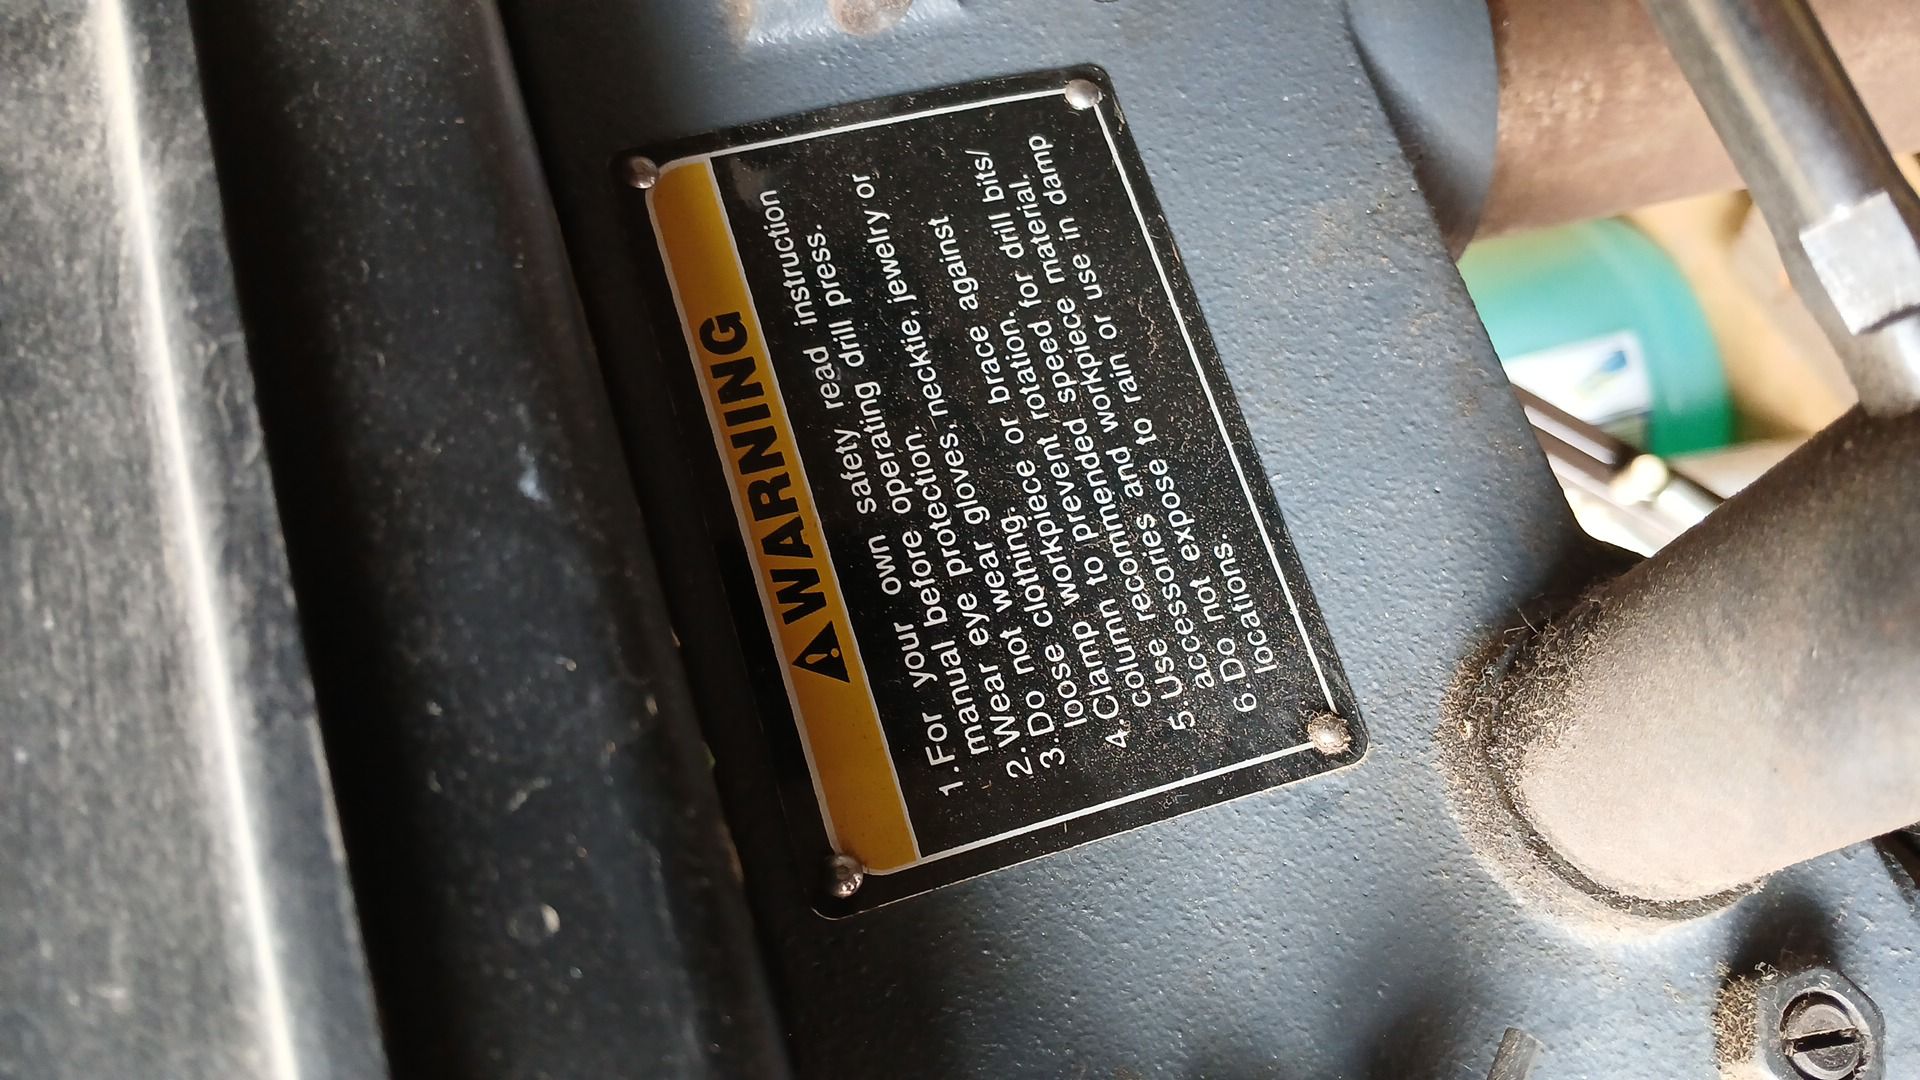 ⚠WARNING
1.For your own safety read instruction
manual before operating drill press.
2.Wear eye protection.
3.Do not wear gloves, necktie, jewelry or
loose clothing.
4.Clamp workpiece or brace against
column to prevent rotation.
5.Use recommended speed for drill bits/
accessories and workpiece material.
6 Do not expose to rain or use in damp
locations.